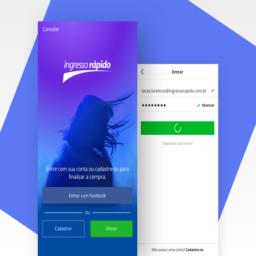 Cancelar
ingresso rápido
Entre com sua conta ou cadastre-se para
finalizar a compra.
Entrar com Facebook
ou
Cadastrar
Entrar
Entrar
lucas.lorencon@ingressorapido.com.br
Mostrar
Esqueceu sua senha?
Não possui uma conta? Cadastre-se